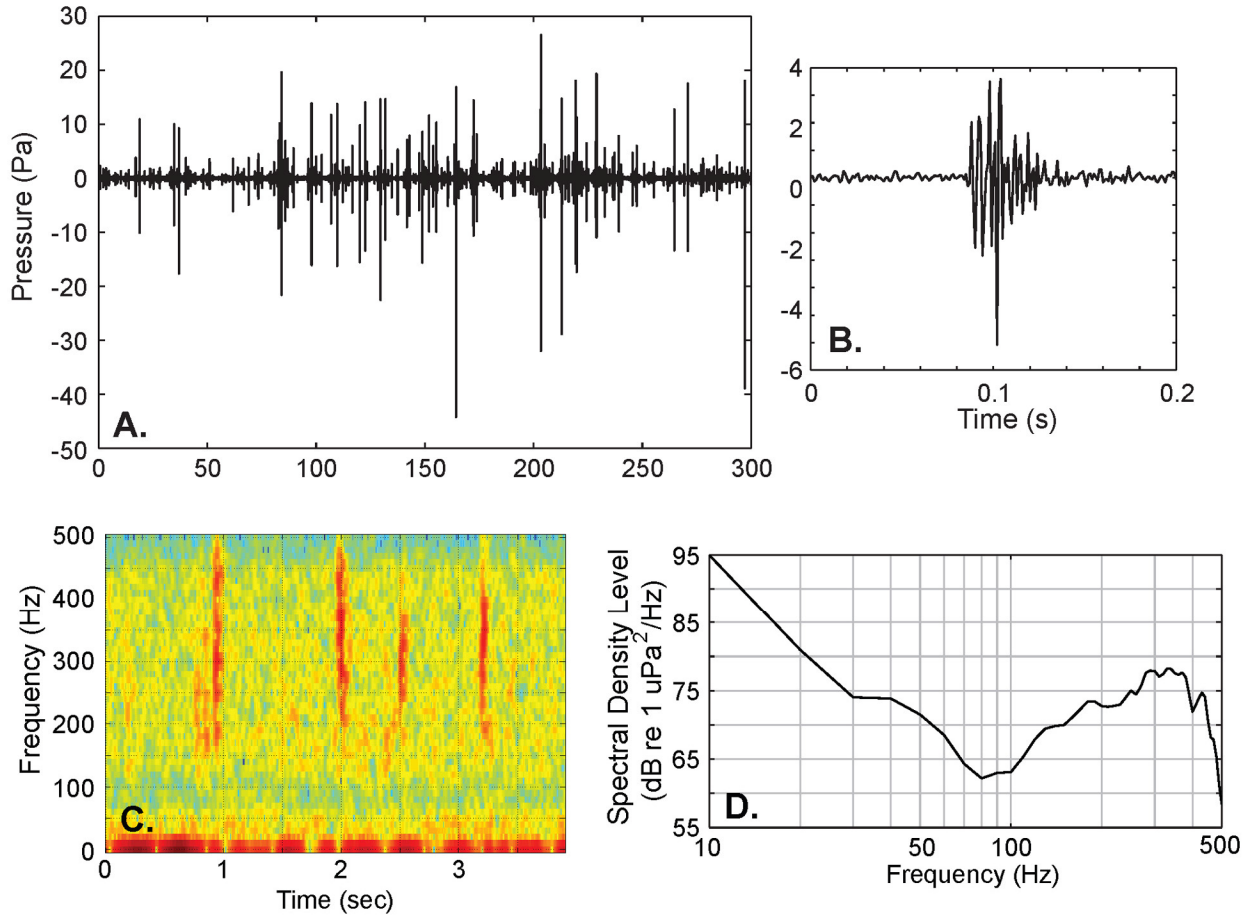 30
20
10
0
-10
-20
-30
-40
-50
Pressure (Pa)
A.
0 50 100 150 200 250 300
4
2
0
-2
-4
-6
B.
0 0.1 0.2
Time (s)
500
400
300
200
100
0
Frequency (Hz)
C.
0 1 2 3
Time (sec)
95
85
75
65
55
Spectral Density Level
(dB re 1 uPa²/Hz)
D.
10 50 100 500
Frequency (Hz)